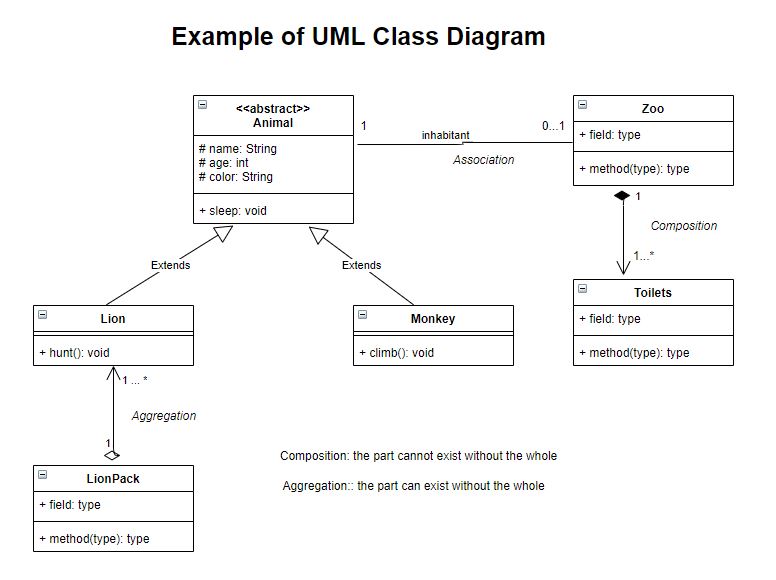 Example of UML Class Diagram
<<abstract>>
Animal
# name: String
# age: int
# color: String
+ sleep: void
1
inhabitant
0...1
Association
Zoo
+ field: type
+ method(type): type
1
Composition
1...*
Toilets
+ field: type
+ method(type): type
Extends
Extends
Lion
+ hunt(): void
Monkey
+ climb(): void
1 ... *
Aggregation
1
LionPack
+ field: type
+ method(type): type
Composition: the part cannot exist without the whole
Aggregation:: the part can exist without the whole